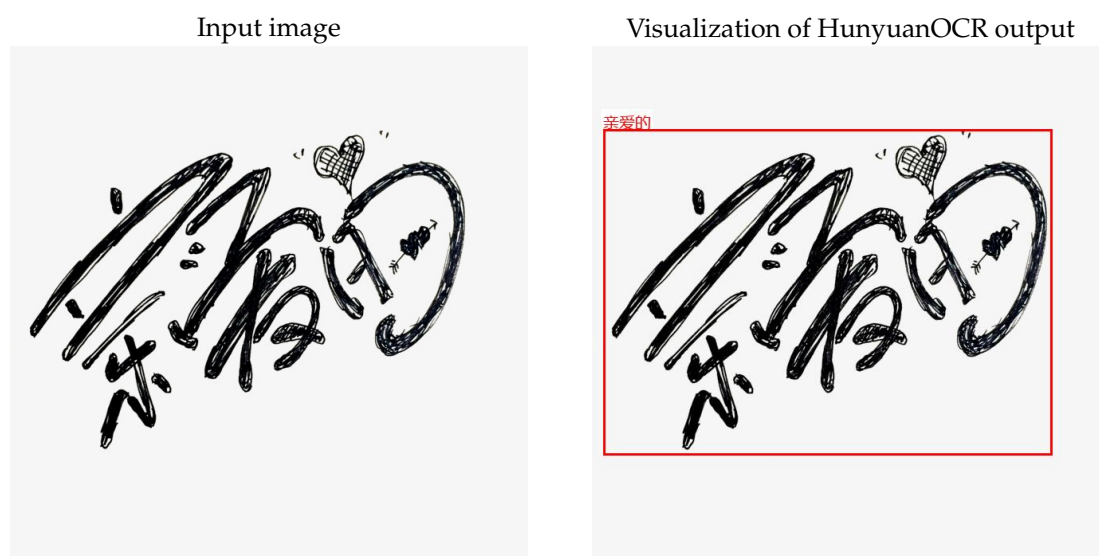 Input image
Visualization of HunyuanOCR output
亲爱的
亲爱的
亲爱的